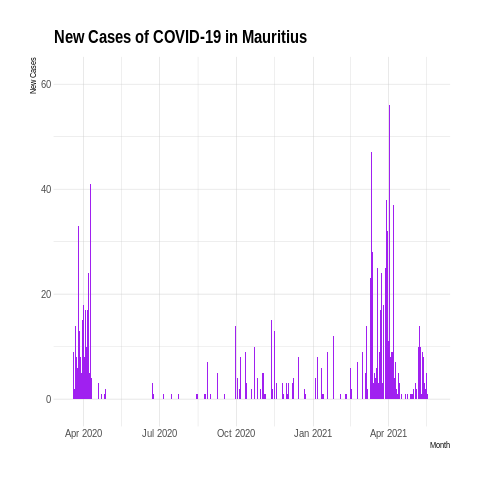 New Cases of COVID-19 in Mauritius
New Cases
60
40
20
0
Apr 2020
Jul 2020
Oct 2020
Jan 2021
Apr 2021
Month